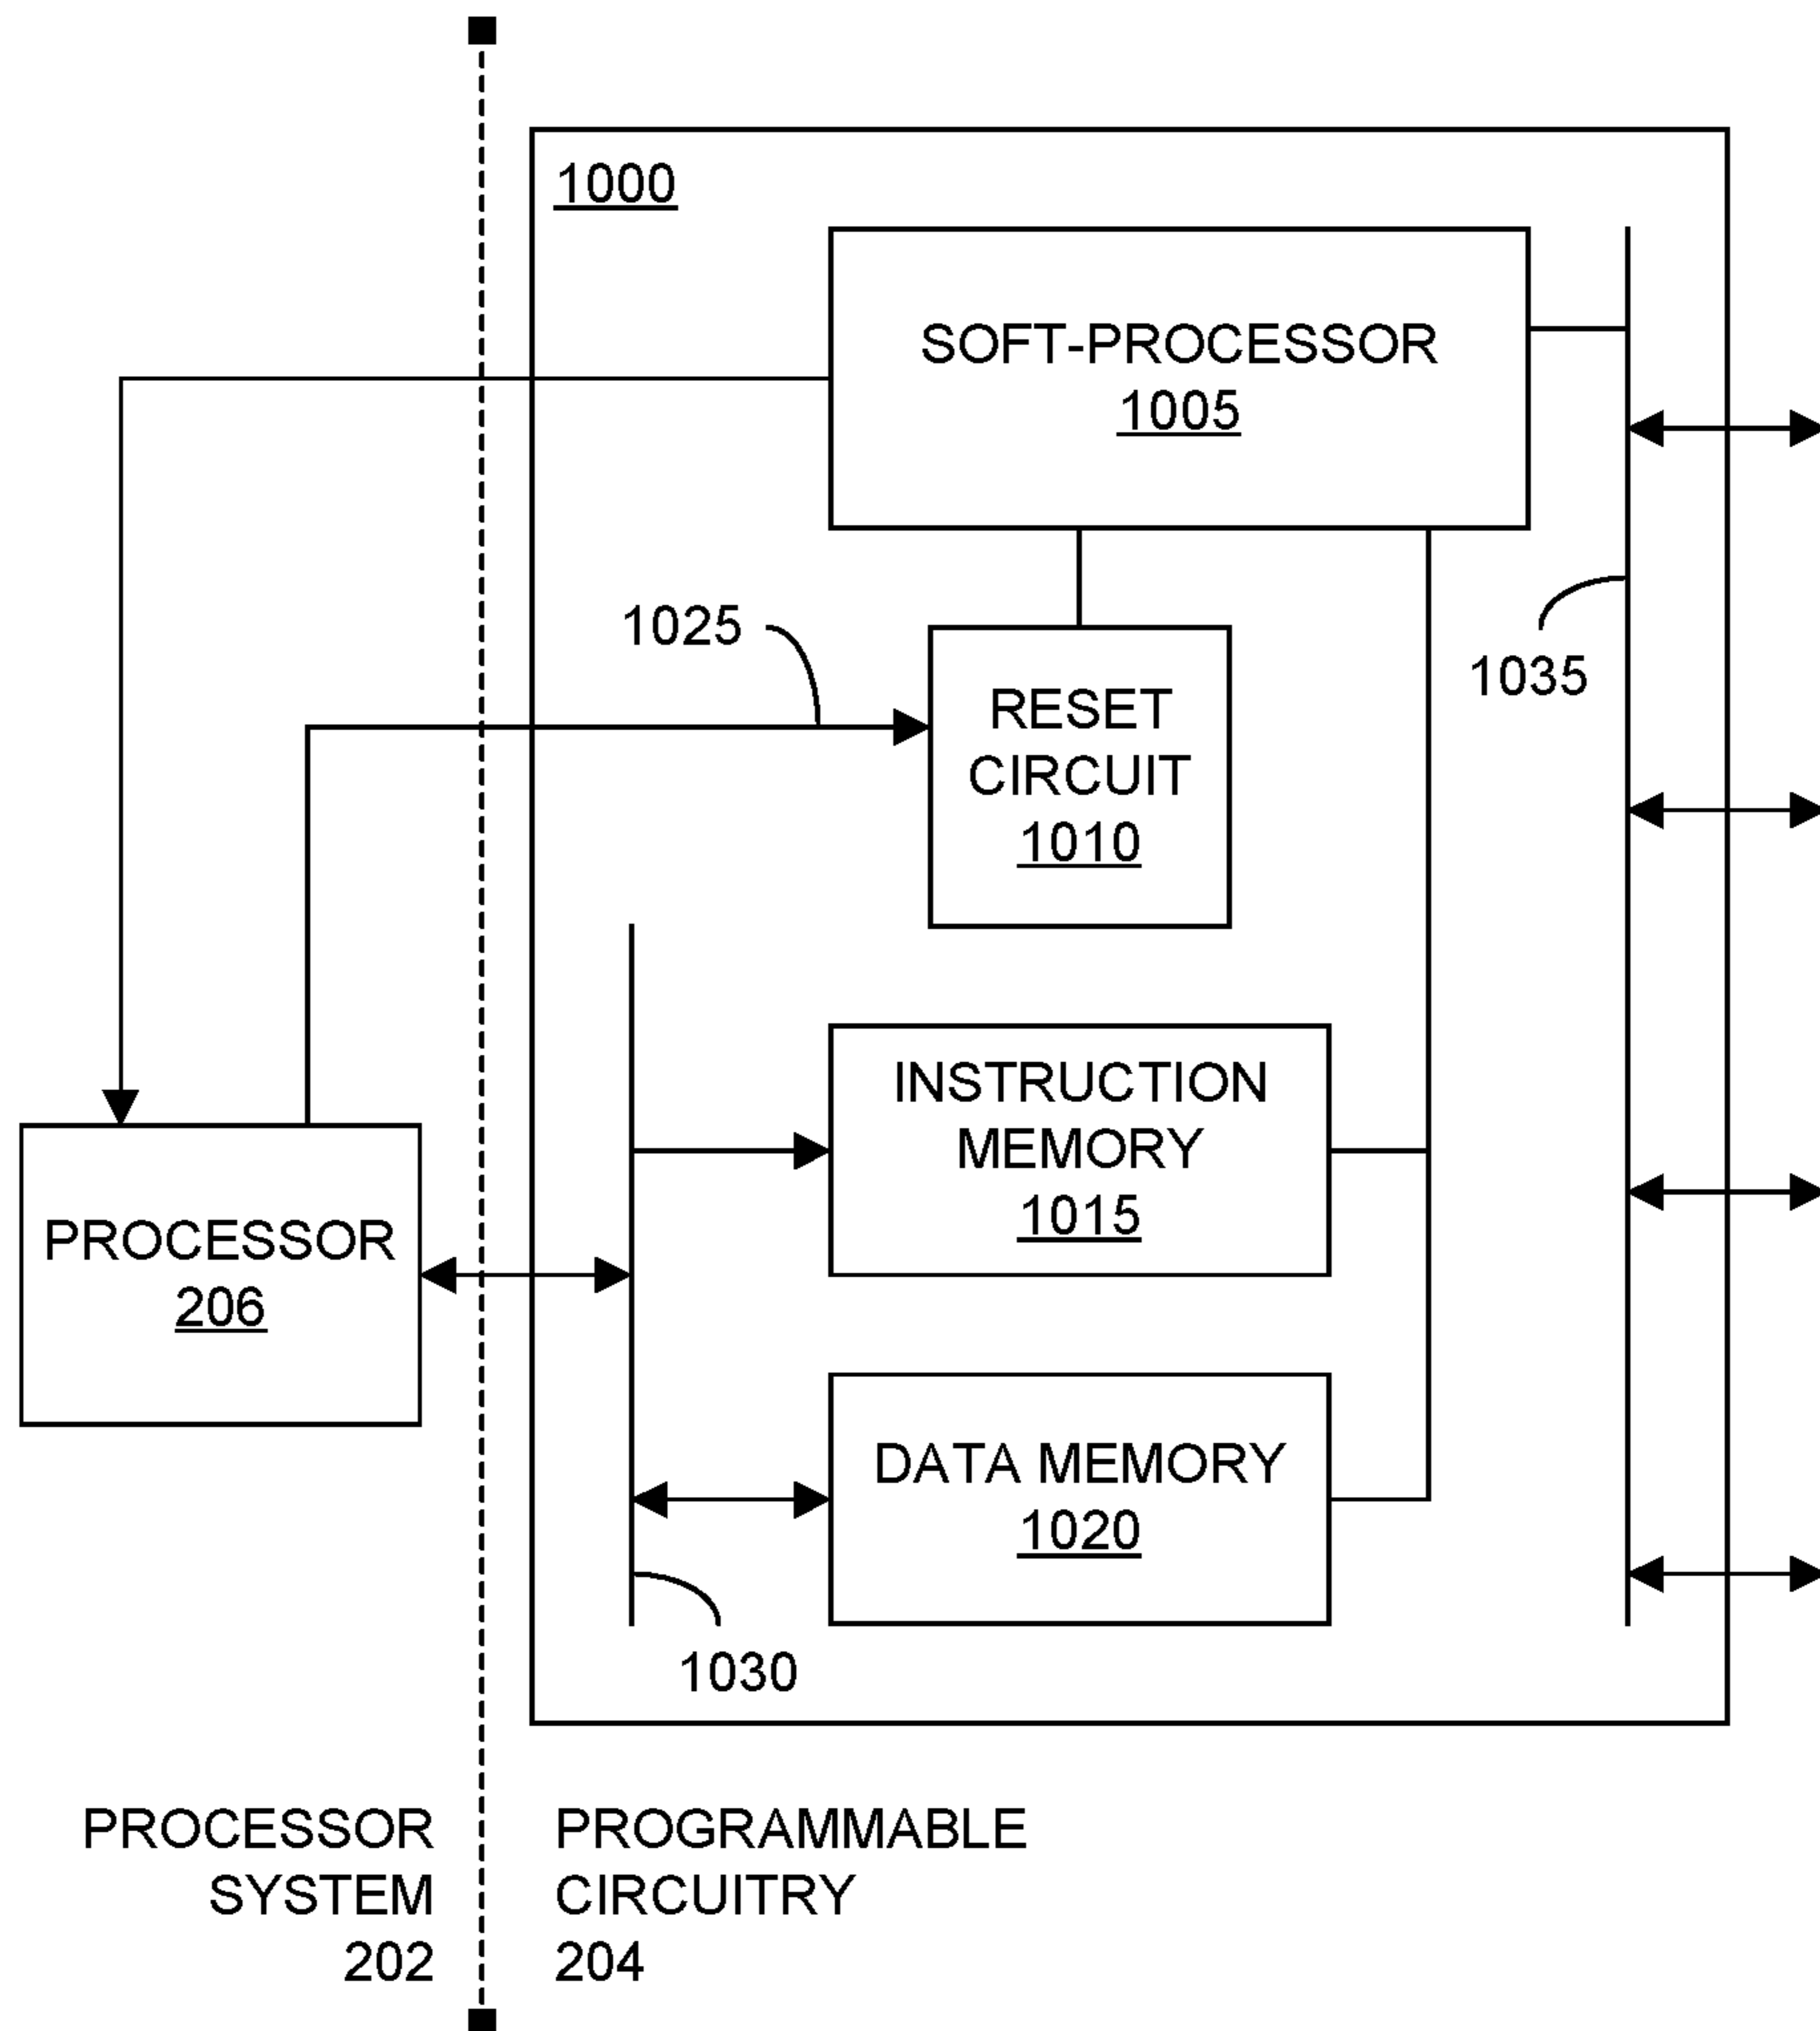 1000
SOFT-PROCESSOR
1005
1025
1035
RESET
CIRCUIT
1010
INSTRUCTION
MEMORY
1015
PROCESSOR
206
DATA MEMORY
1020
1030
PROCESSOR
SYSTEM
202
PROGRAMMABLE
CIRCUITRY
204